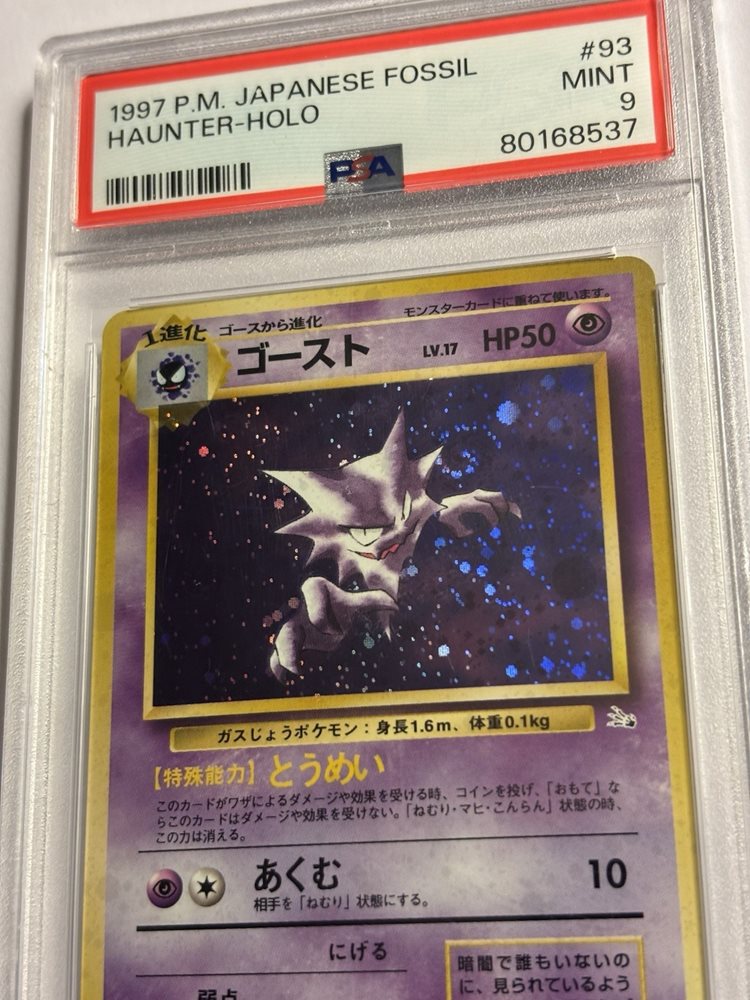 1997 P.M. JAPANESE FOSSIL
HAUNTER-HOLO
#93
MINT
9
80168537
PSA
モンスターカードに重ねて使います。
1進化
ゴースから進化
ゴースト
LV.17
HP50
ガスじょうポケモン：身長1.6m、体重0.1kg
【特殊能力】とうめい
このカードがワザによるダメージや効果を受ける時、コインを投げ、「おもて」な
らこのカードはダメージや効果を受けない。「ねむり・マヒ・こんらん」状態の時、
この力は消える。
あくむ 10
相手を「ねむり」状態にする。
にげる
弱点
暗闇で誰もいないの
に、見られているよう